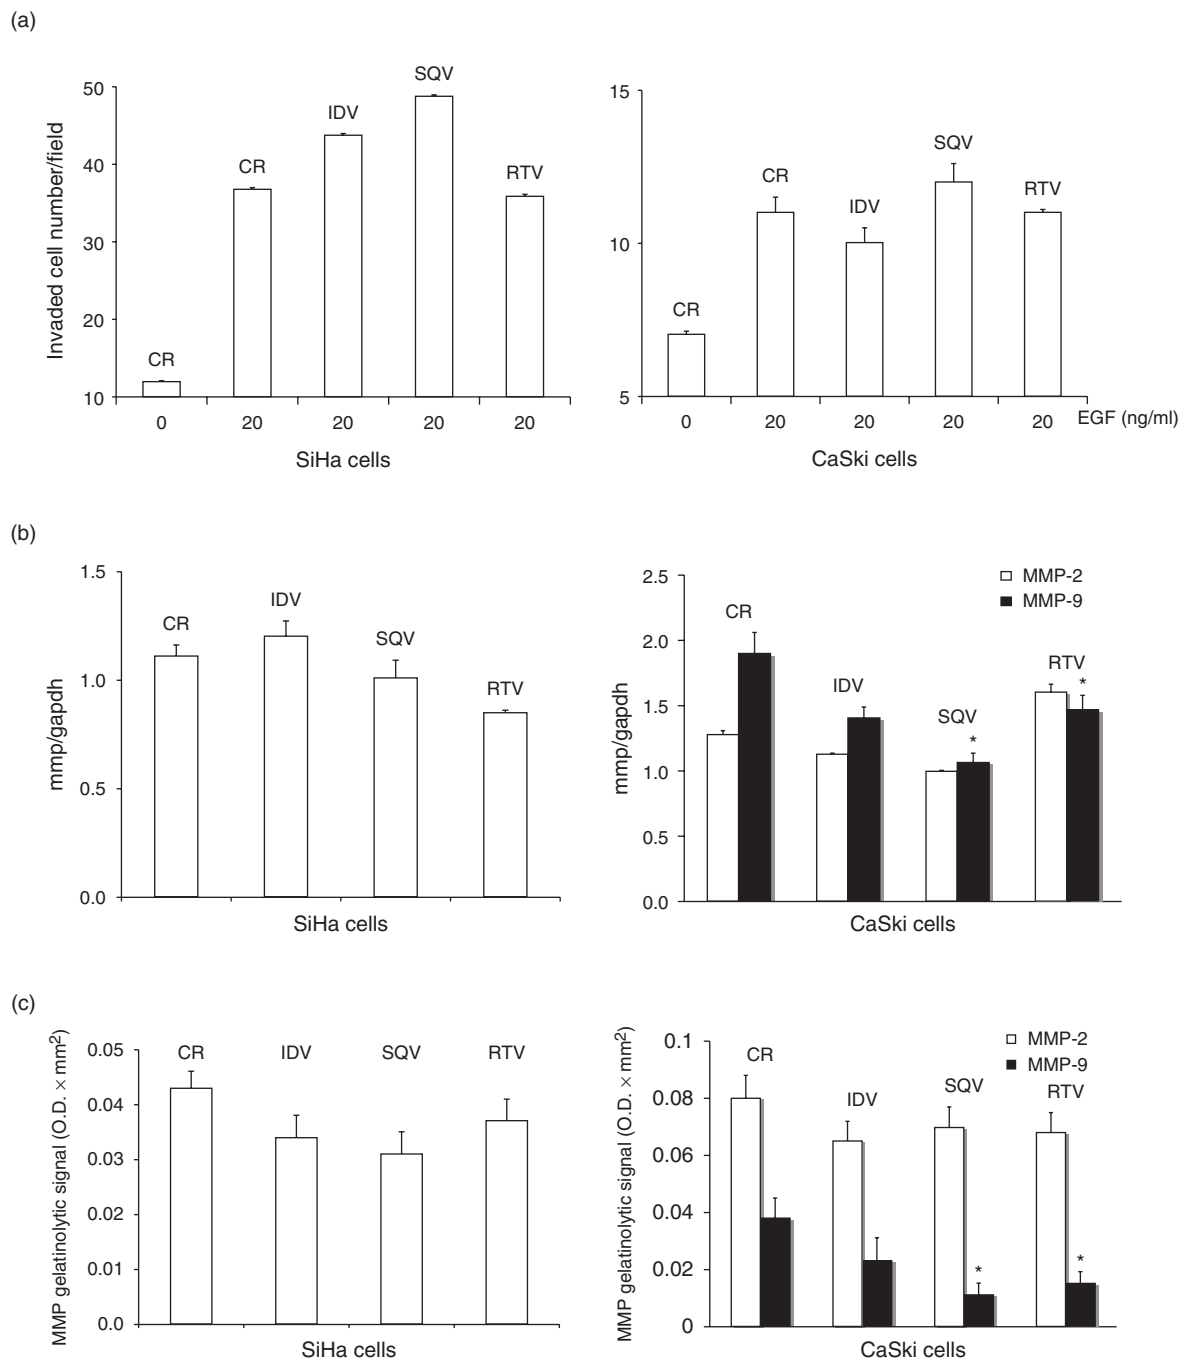 (a)
50
40
30
20
10
Invaded cell number/field
CR
CR
IDV
SQV
RTV
0 20 20 20 20
SiHa cells
15
10
5
CR
CR
IDV
SQV
RTV
0 20 20 20 20 EGF (ng/ml)
CaSki cells
(b)
1.5
1.0
0.5
0.0
mmp/gapdh
CR
IDV
SQV
RTV
SiHa cells
2.5
2.0
1.5
1.0
0.5
0.0
mmp/gapdh
MMP-2
MMP-9
CR
IDV
SQV
*
RTV
*
CaSki cells
(c)
0.05
0.04
0.03
0.02
0.01
0.0
MMP gelatinolytic signal (O.D. × mm²)
CR IDV SQV RTV
SiHa cells
0.1
0.08
0.06
0.04
0.02
0
MMP gelatinolytic signal (O.D. × mm²)
MMP-2
MMP-9
CR
IDV
SQV
RTV
*
*
CaSki cells